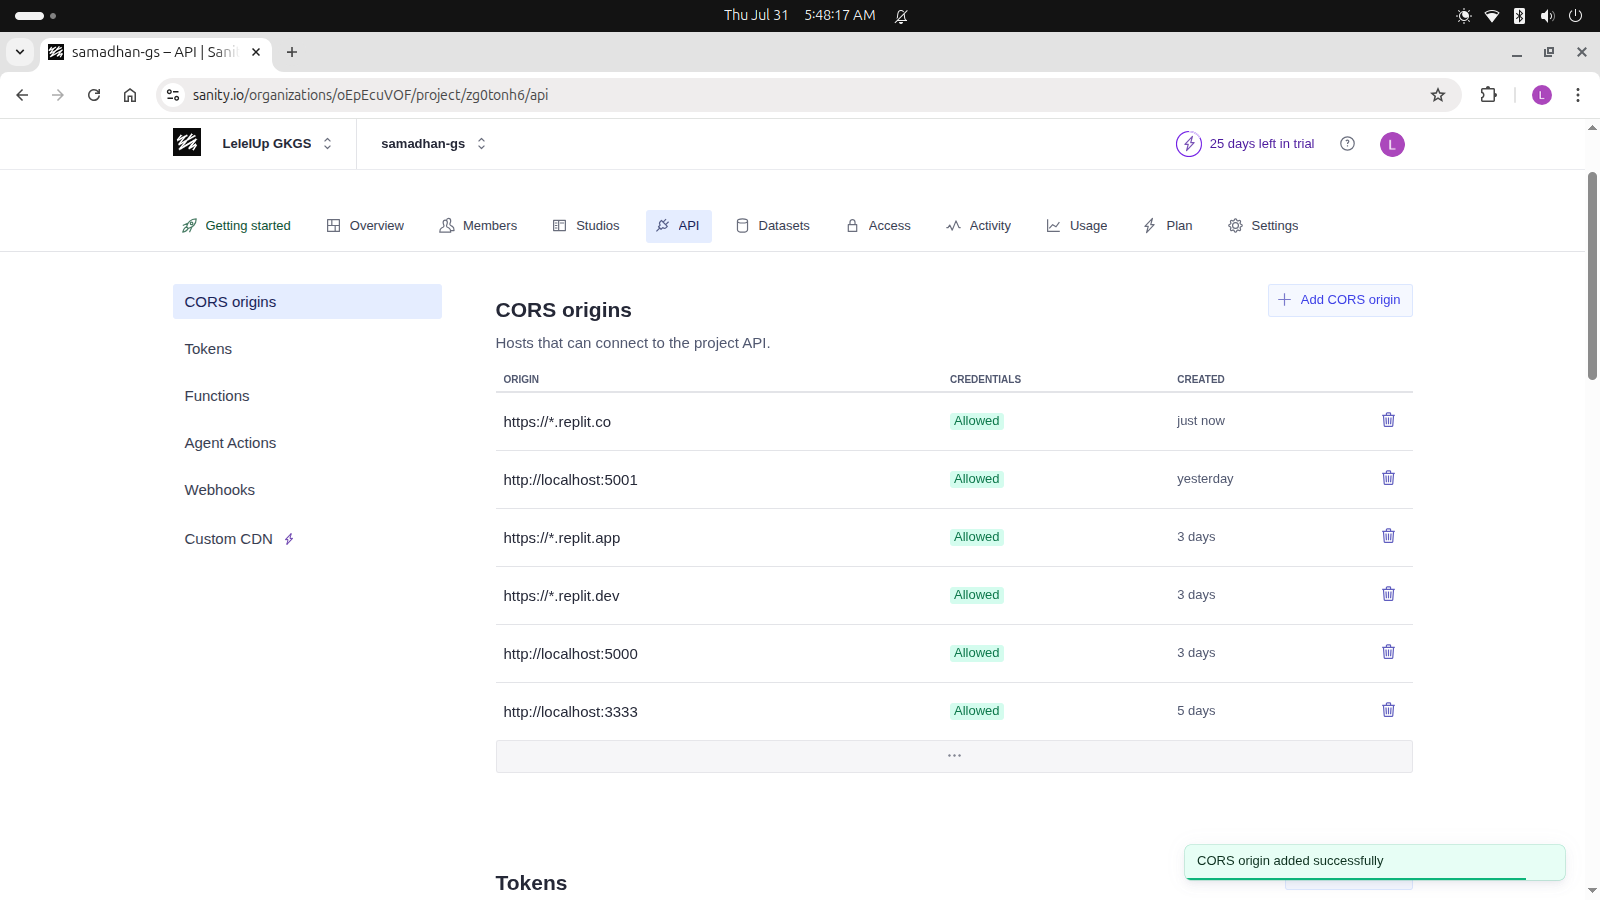 Thu Jul 31 5:48:17 AM
samadhan-gs – API | Sani
sanity.io/organizations/oEpEcuVOF/project/zg0tonh6/api
L
LelelUp GKGS
samadhan-gs
25 days left in trial
L
Getting started
Overview
Members
Studios
API
Datasets
Access
Activity
Usage
Plan
Settings
CORS origins
Tokens
Functions
Agent Actions
Webhooks
Custom CDN
CORS origins
Add CORS origin
Hosts that can connect to the project API.
ORIGIN CREDENTIALS CREATED
https://*.replit.co Allowed just now
http://localhost:5001 Allowed yesterday
https://*.replit.app Allowed 3 days
https://*.replit.dev Allowed 3 days
http://localhost:5000 Allowed 3 days
http://localhost:3333 Allowed 5 days
...
Tokens
CORS origin added successfully